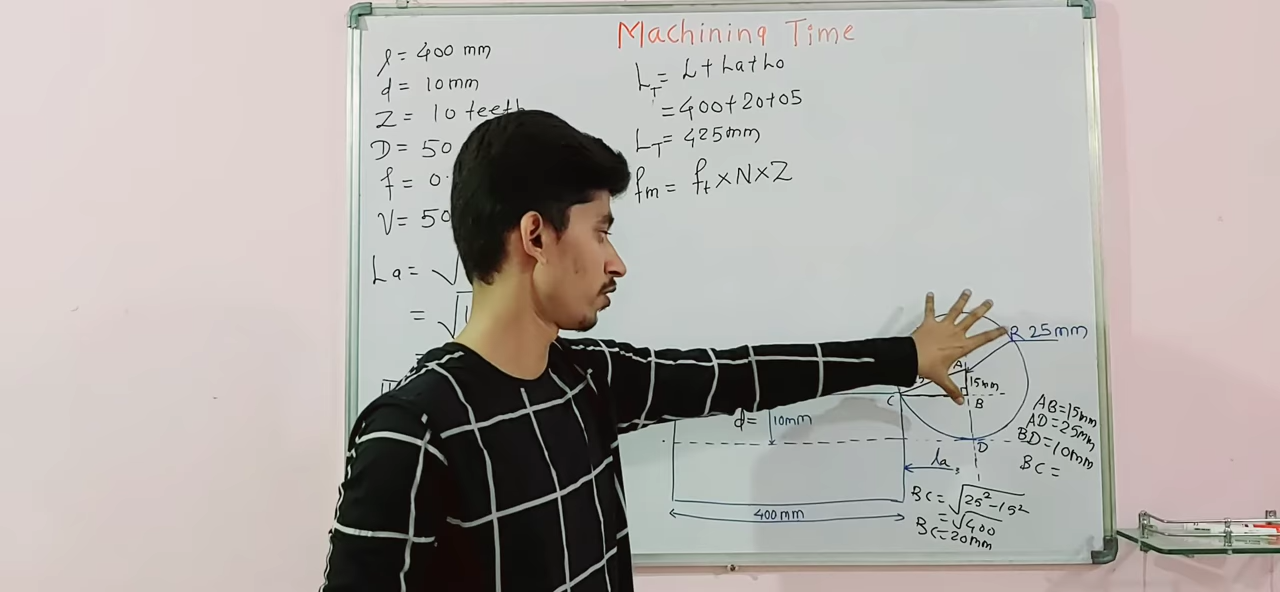 Machining Time
l = 400 mm
d = 10mm
Z = 10 teeth
D = 50
f = 0.
V = 50
La = √
= √
LT = L + La + Lo
= 400 + 20 + 05
LT = 425mm
fm = ft × N × Z
R 25mm
A
15mm
C
B
d = 10mm
D
La
400mm
AB = 15mm
AD = 25mm
BD = 10mm
BC =
BC = √25² - 15²
= √400
BC = 20mm